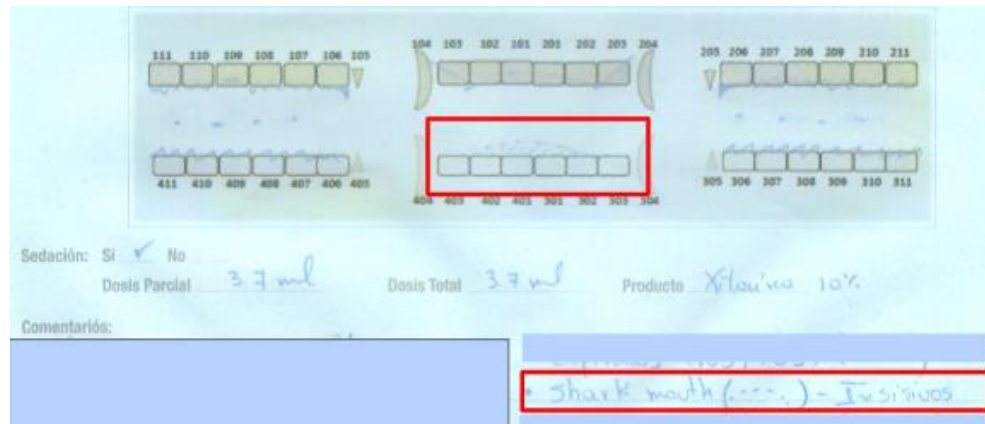 111 110 109 108 107 106 105 104 103 102 101 201 202 203 204 205 206 207 208 209 210 211
411 410 409 408 407 406 405 404 403 402 401 301 302 303 304 305 306 307 308 309 310 311
Sedación: Si ✓ No
Dosis Parcial 3.7 ml Dosis Total 3.7 ml Producto 10%
Comentariós:
• Shark mouth (----) - Insisivos